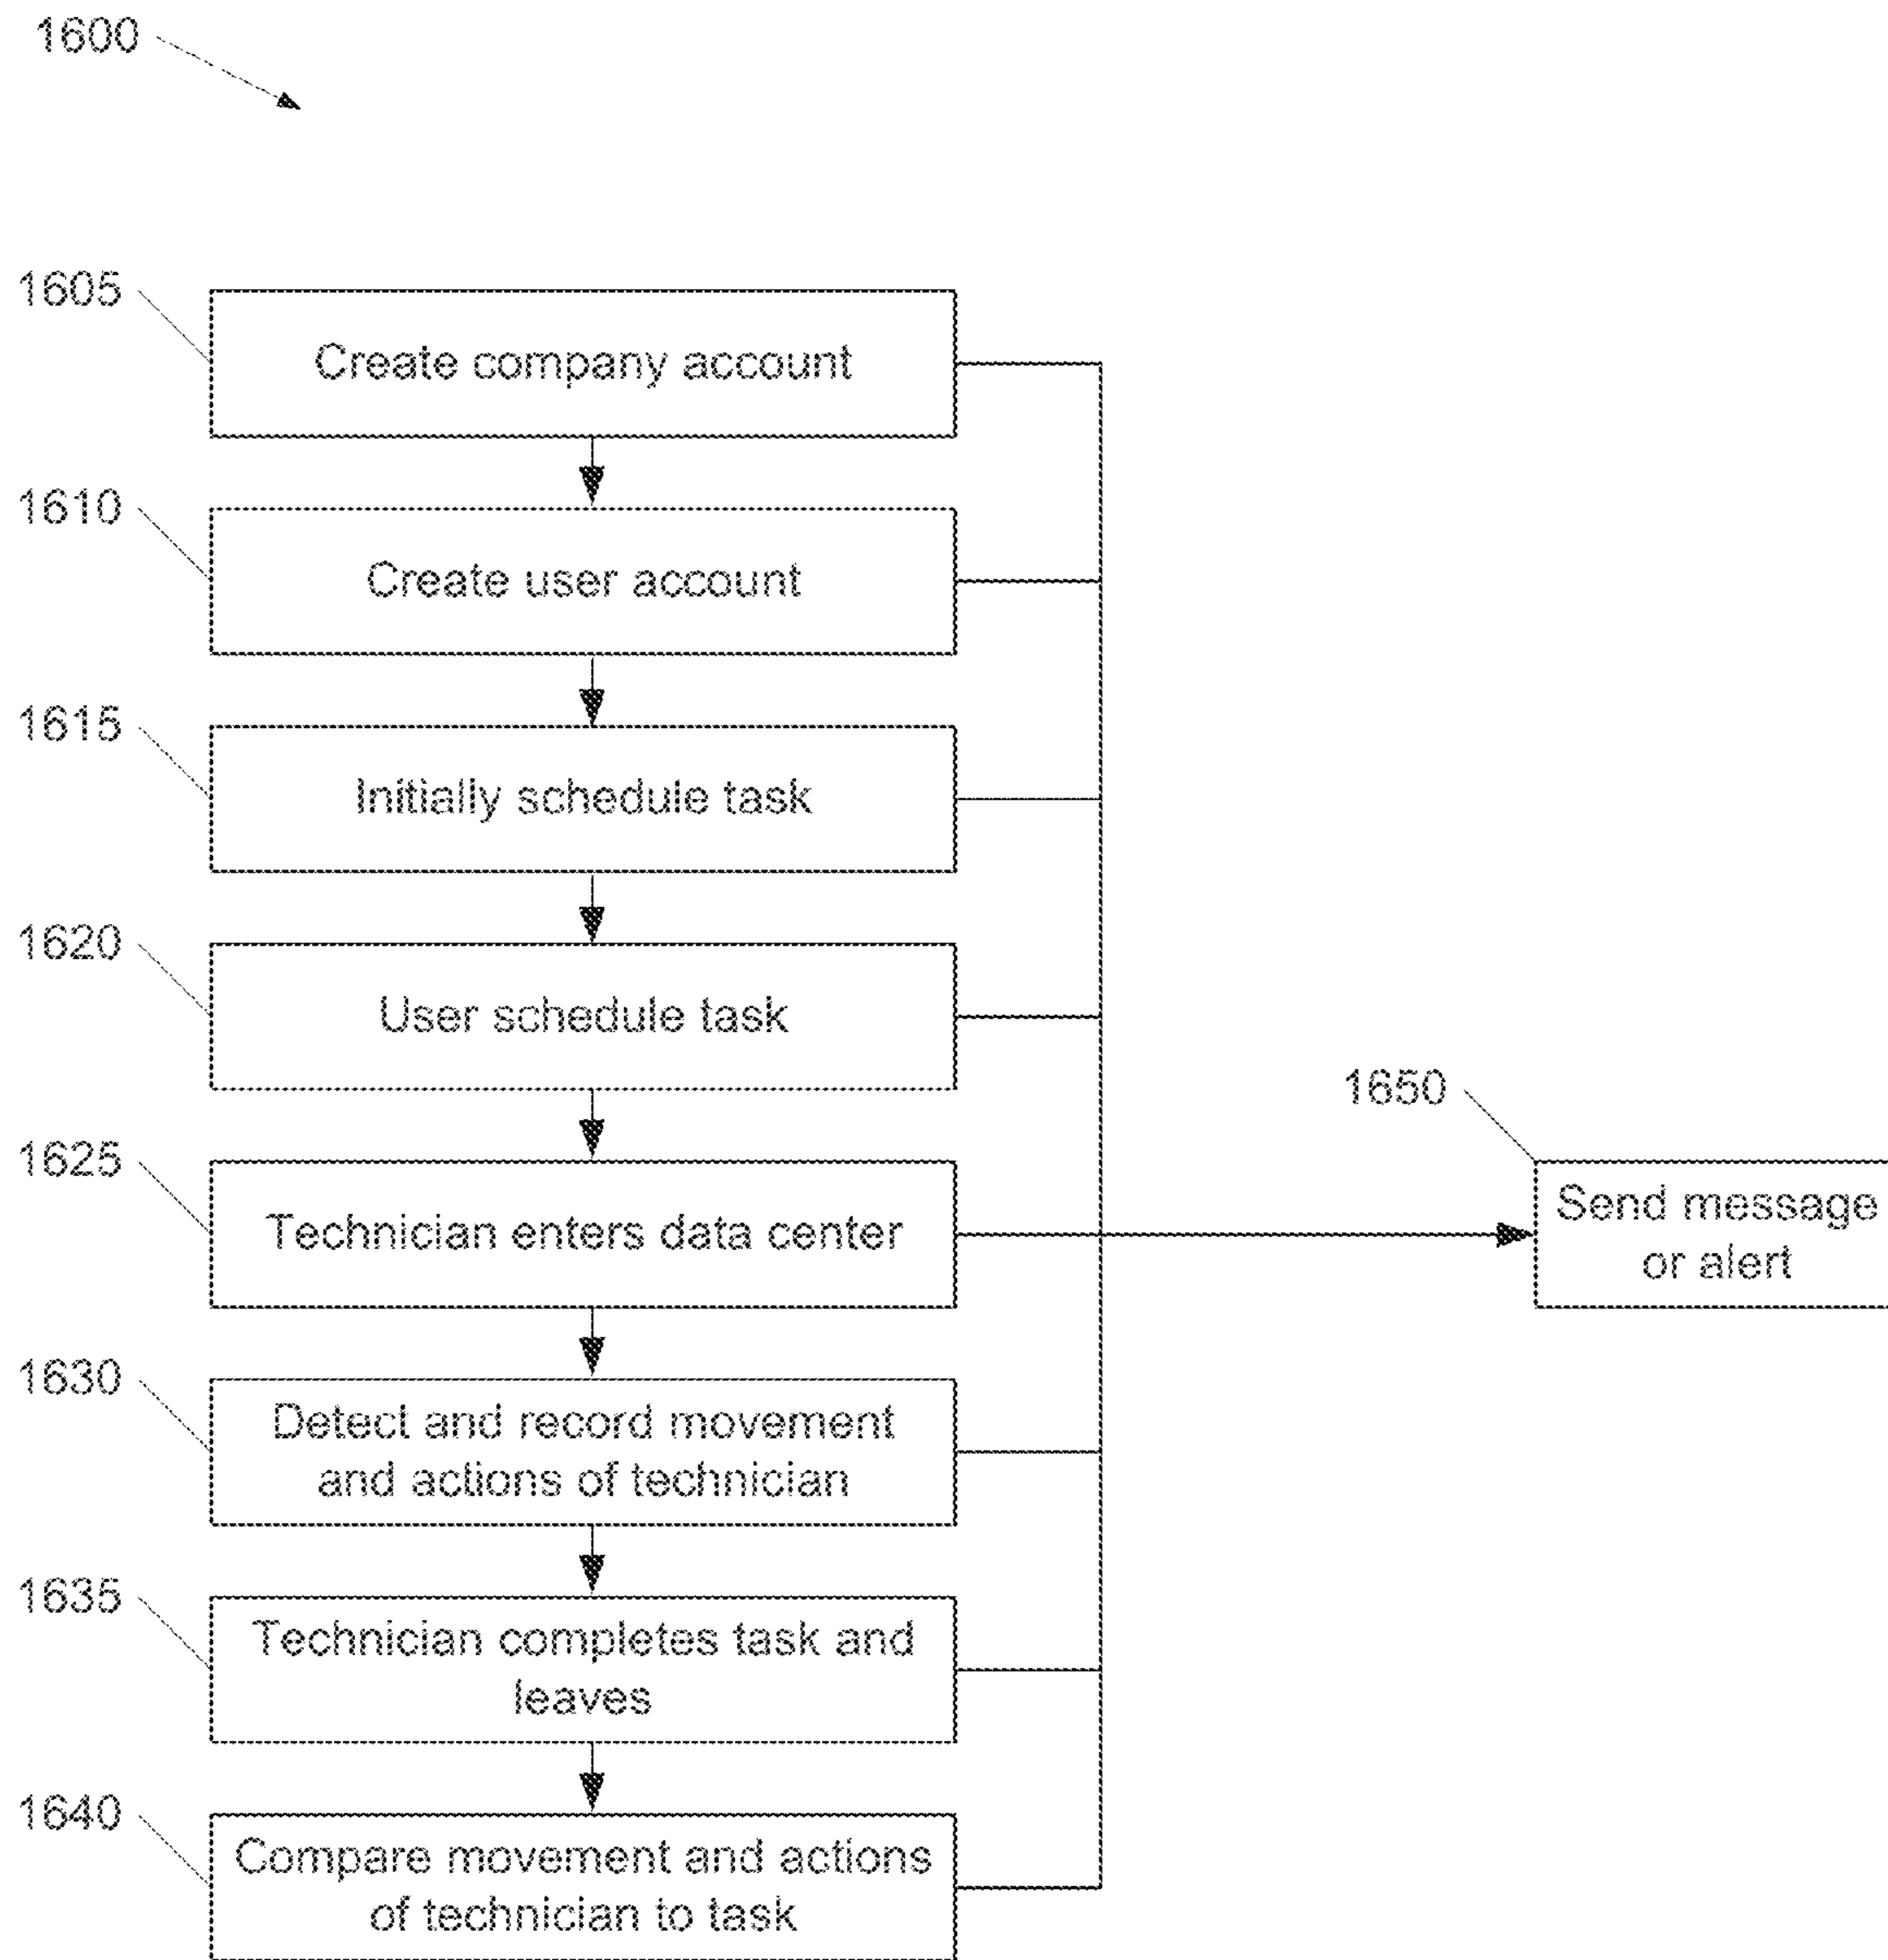 1600
1605
Create company account
1610
Create user account
1615
Initially schedule task
1620
User schedule task
1650
Send message
or alert
1625
Technician enters data center
1630
Detect and record movement
and actions of technician
1635
Technician completes task and
leaves
1640
Compare movement and actions
of technician to task